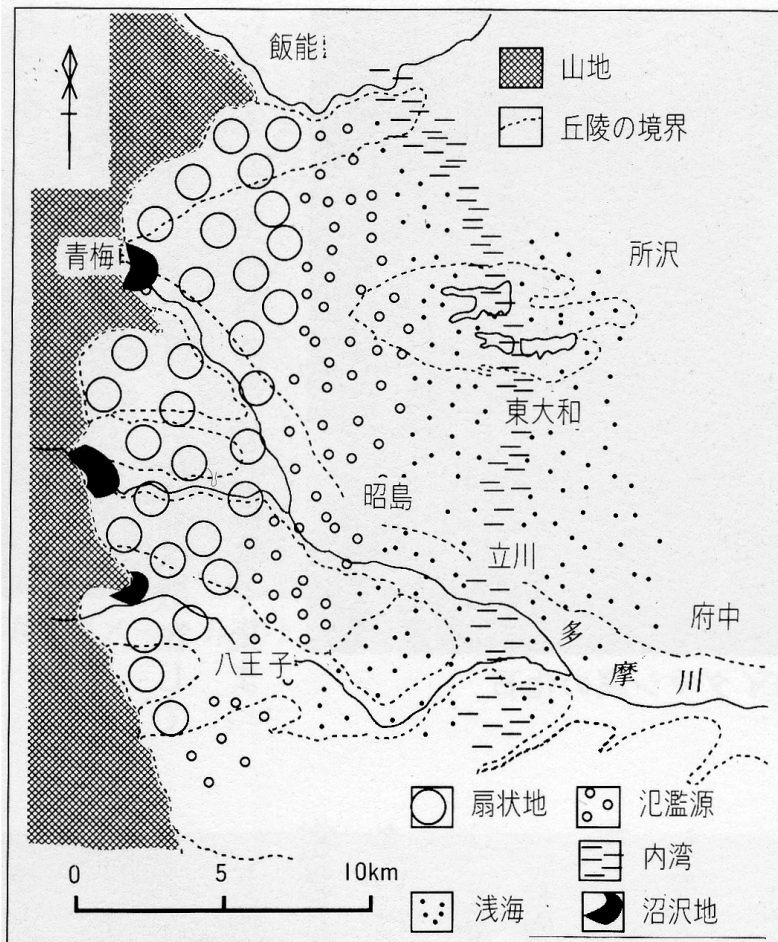 飯能
山地
丘陵の境界
青梅
所沢
東大和
昭島
立川
多摩川
府中
八王子
扇状地
氾濫源
内湾
0 5 10km
浅海
沼沢地